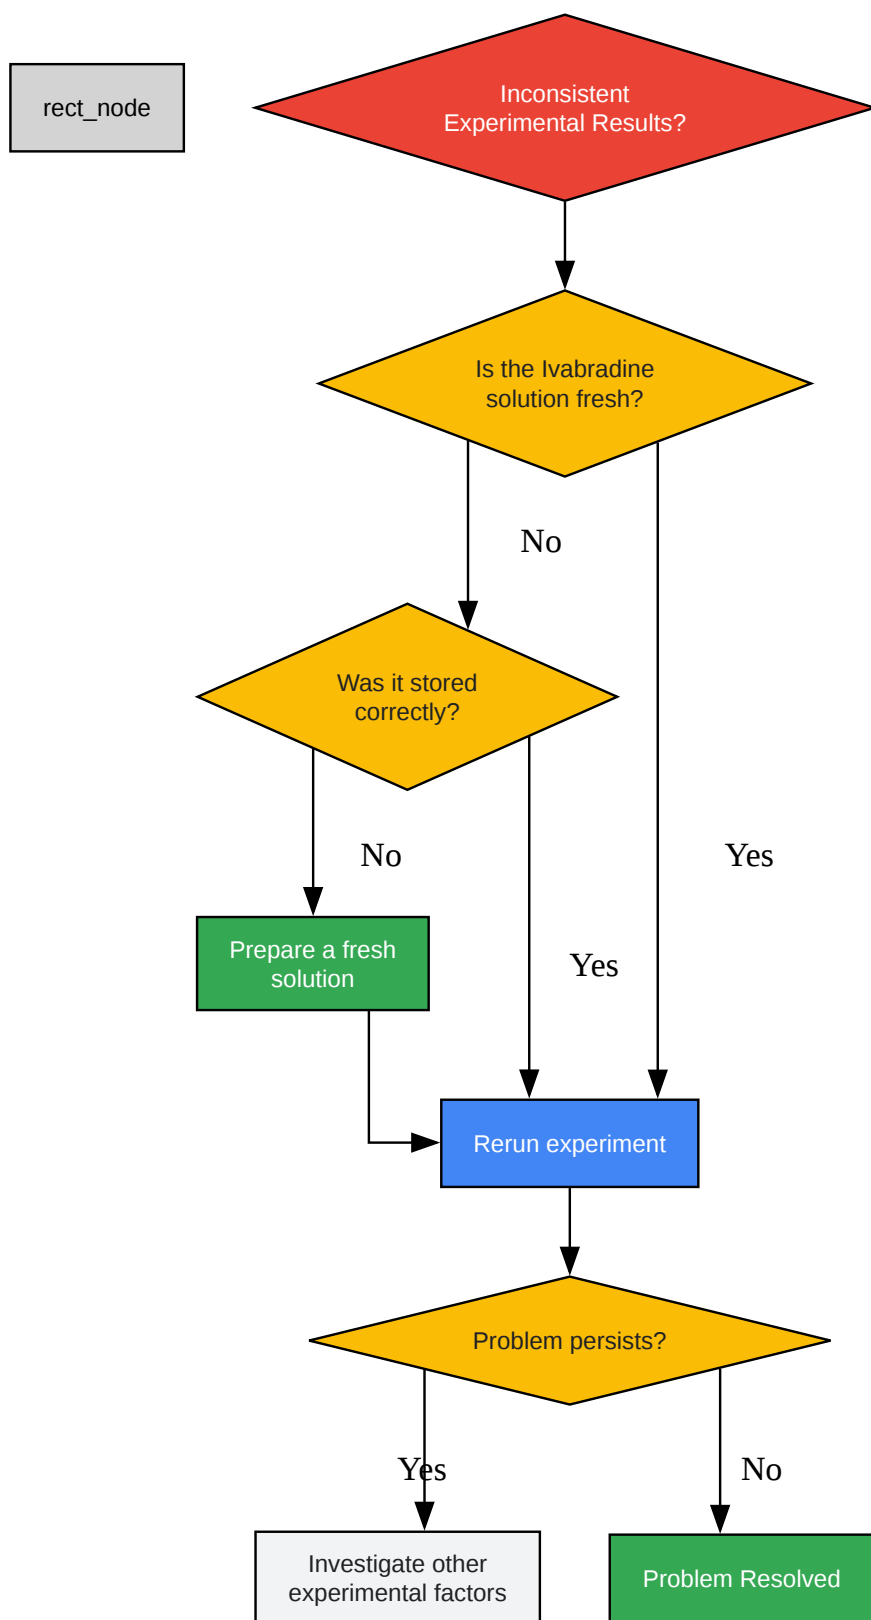 rect_node
Inconsistent
Experimental Results?
Is the Ivabradine
solution fresh?
No
Was it stored
correctly?
No
Yes
Prepare a fresh
solution
Yes
Rerun experiment
Problem persists?
Yes
No
Investigate other
experimental factors
Problem Resolved